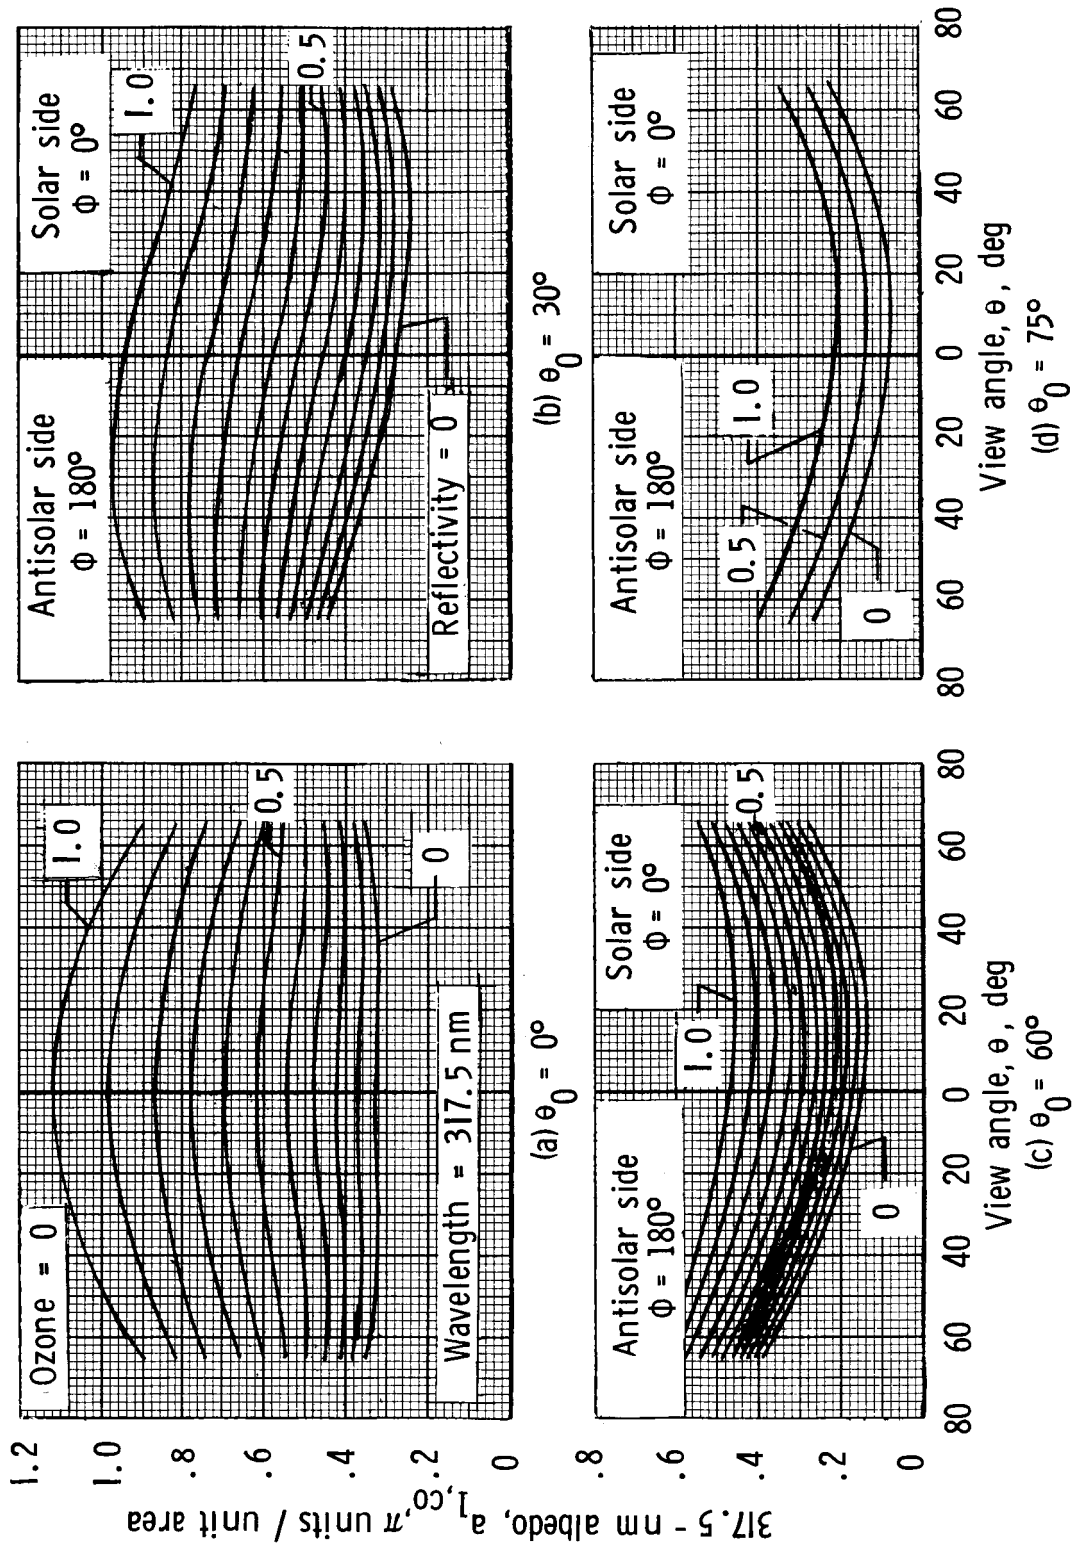 317.5 - nm albedo, a1,co, π units / unit area
1.2
1.0
.8
.6
.4
.2
0
Ozone = 0
1.0
0.5
0
Wavelength = 317.5 nm
(a) θ0 = 0°
Antisolar side
ϕ = 180°
Solar side
ϕ = 0°
1.0
0.5
Reflectivity = 0
(b) θ0 = 30°
.8
.6
.4
.2
0
Antisolar side
ϕ = 180°
Solar side
ϕ = 0°
1.0
0.5
0
80 60 40 20 0 20 40 60 80
View angle, θ, deg
(c) θ0 = 60°
Antisolar side
ϕ = 180°
Solar side
ϕ = 0°
0.5
1.0
0
80 60 40 20 0 20 40 60 80
View angle, θ, deg
(d) θ0 = 75°